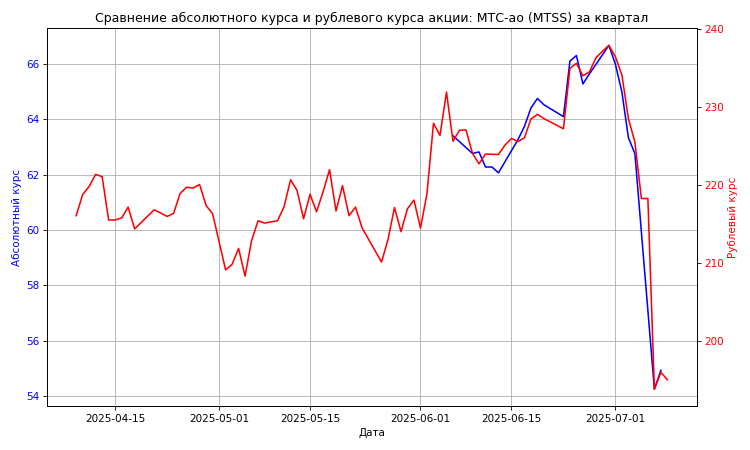 Сравнение абсолютного курса и рублевого курса акции: МТС-ао (MTSS) за квартал
240
66
230
64
62
220
60
210
58
56
200
54
Абсолютный курс
Рублевый курс
2025-04-15 2025-05-01 2025-05-15 2025-06-01 2025-06-15 2025-07-01
Дата